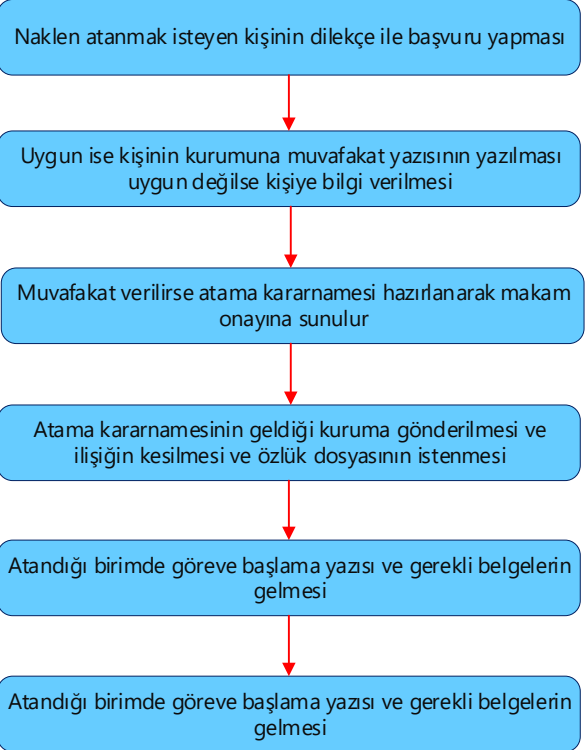 Naklen atanmak isteyen kişinin dilekçe ile başvuru yapması
Uygun ise kişinin kurumuna muvafakat yazısının yazılması
uygun değilse kişiye bilgi verilmesi
Muvafakat verilirse atama kararnamesi hazırlanarak makam
onayına sunulur
Atama kararnamesinin geldiği kuruma gönderilmesi ve
ilişiğin kesilmesi ve özlük dosyasının istenmesi
Atandığı birimde göreve başlama yazısı ve gerekli belgelerin
gelmesi
Atandığı birimde göreve başlama yazısı ve gerekli belgelerin
gelmesi